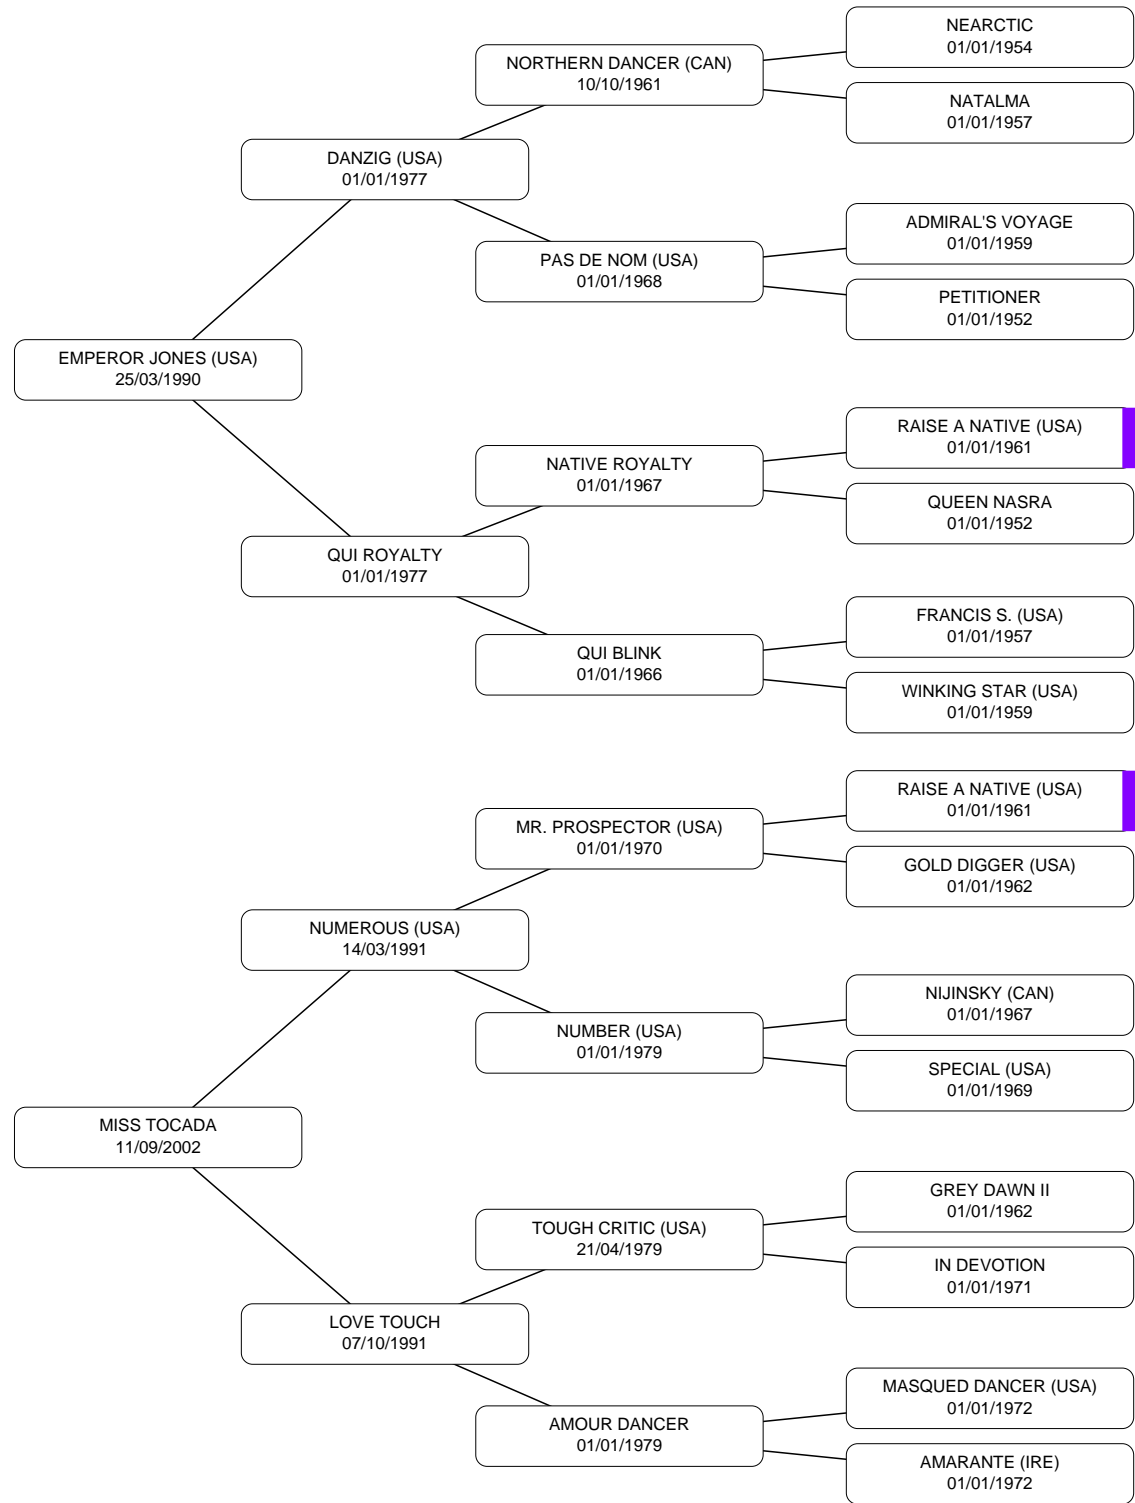 NEARCTIC
01/01/1954
NORTHERN DANCER (CAN)
10/10/1961
NATALMA
01/01/1957
DANZIG (USA)
01/01/1977
ADMIRAL'S VOYAGE
01/01/1959
PAS DE NOM (USA)
01/01/1968
PETITIONER
01/01/1952
EMPEROR JONES (USA)
25/03/1990
RAISE A NATIVE (USA)
01/01/1961
NATIVE ROYALTY
01/01/1967
QUEEN NASRA
01/01/1952
QUI ROYALTY
01/01/1977
FRANCIS S. (USA)
01/01/1957
QUI BLINK
01/01/1966
WINKING STAR (USA)
01/01/1959
RAISE A NATIVE (USA)
01/01/1961
MR. PROSPECTOR (USA)
01/01/1970
GOLD DIGGER (USA)
01/01/1962
NUMEROUS (USA)
14/03/1991
NIJINSKY (CAN)
01/01/1967
NUMBER (USA)
01/01/1979
SPECIAL (USA)
01/01/1969
MISS TOCADA
11/09/2002
GREY DAWN II
01/01/1962
TOUGH CRITIC (USA)
21/04/1979
IN DEVOTION
01/01/1971
LOVE TOUCH
07/10/1991
MASQUED DANCER (USA)
01/01/1972
AMOUR DANCER
01/01/1979
AMARANTE (IRE)
01/01/1972